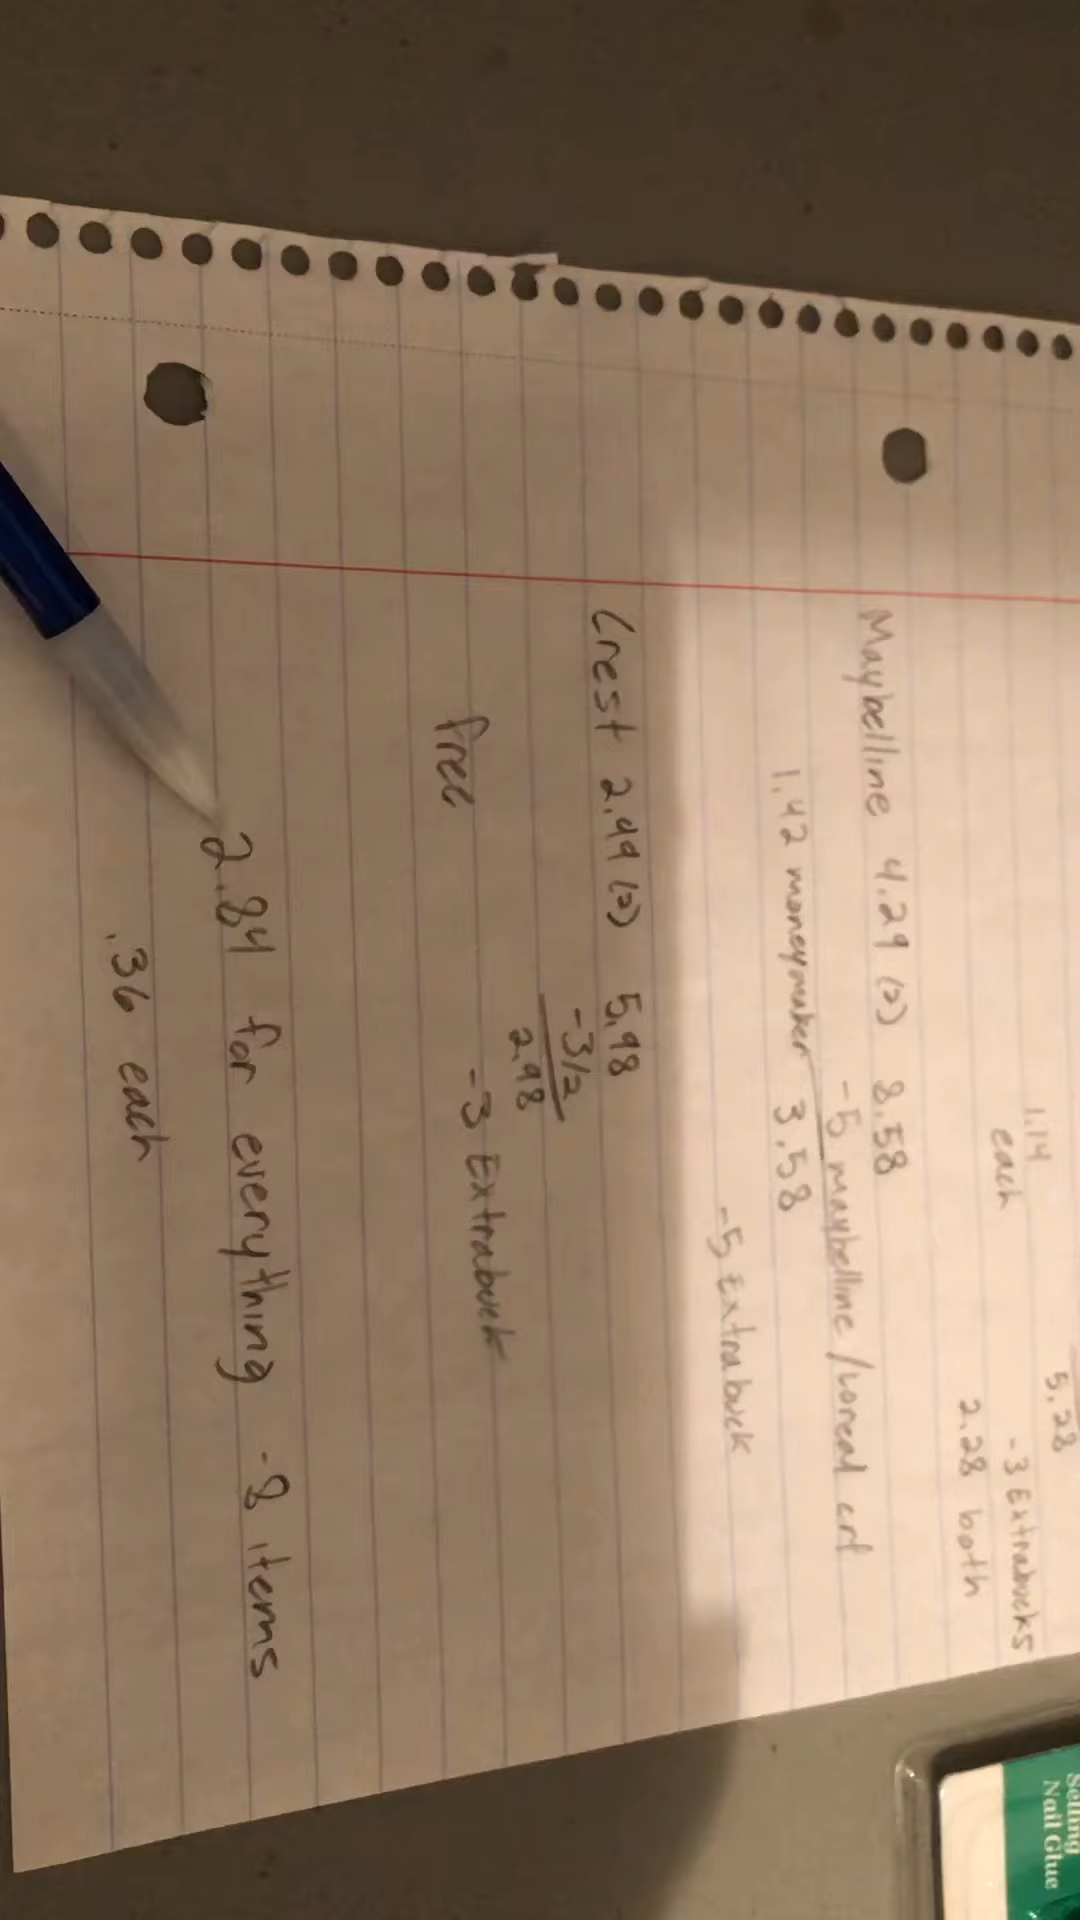 5.28
1.14
each
-3 Extrabucks
2.28 both
Maybelline 4.29 (2) 8.58
-5 maybelline/Loreal crt
1.42 moneymaker 3.58
-5 Extrabuck
Crest 2.99 (2) 5.98
-3/2
2.98
free
-3 Extrabuck
2.84 for everything -8 items
.36 each
Setting
Nail Glue